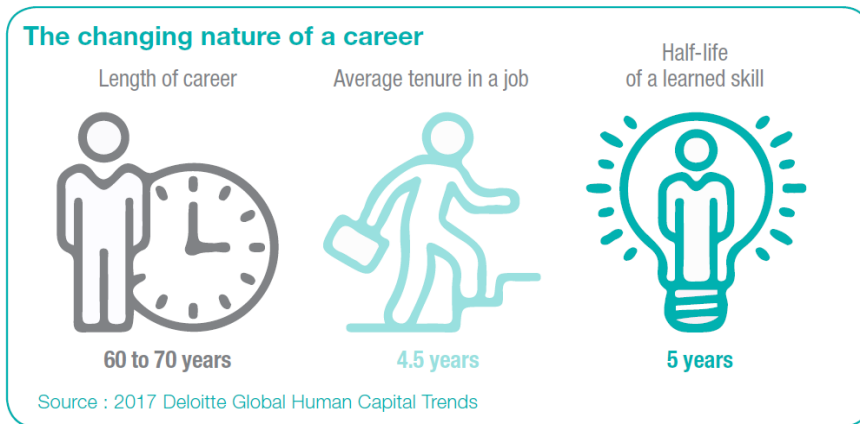 The changing nature of a career
Length of career
Average tenure in a job
Half-life
of a learned skill
60 to 70 years
4.5 years
5 years
Source : 2017 Deloitte Global Human Capital Trends